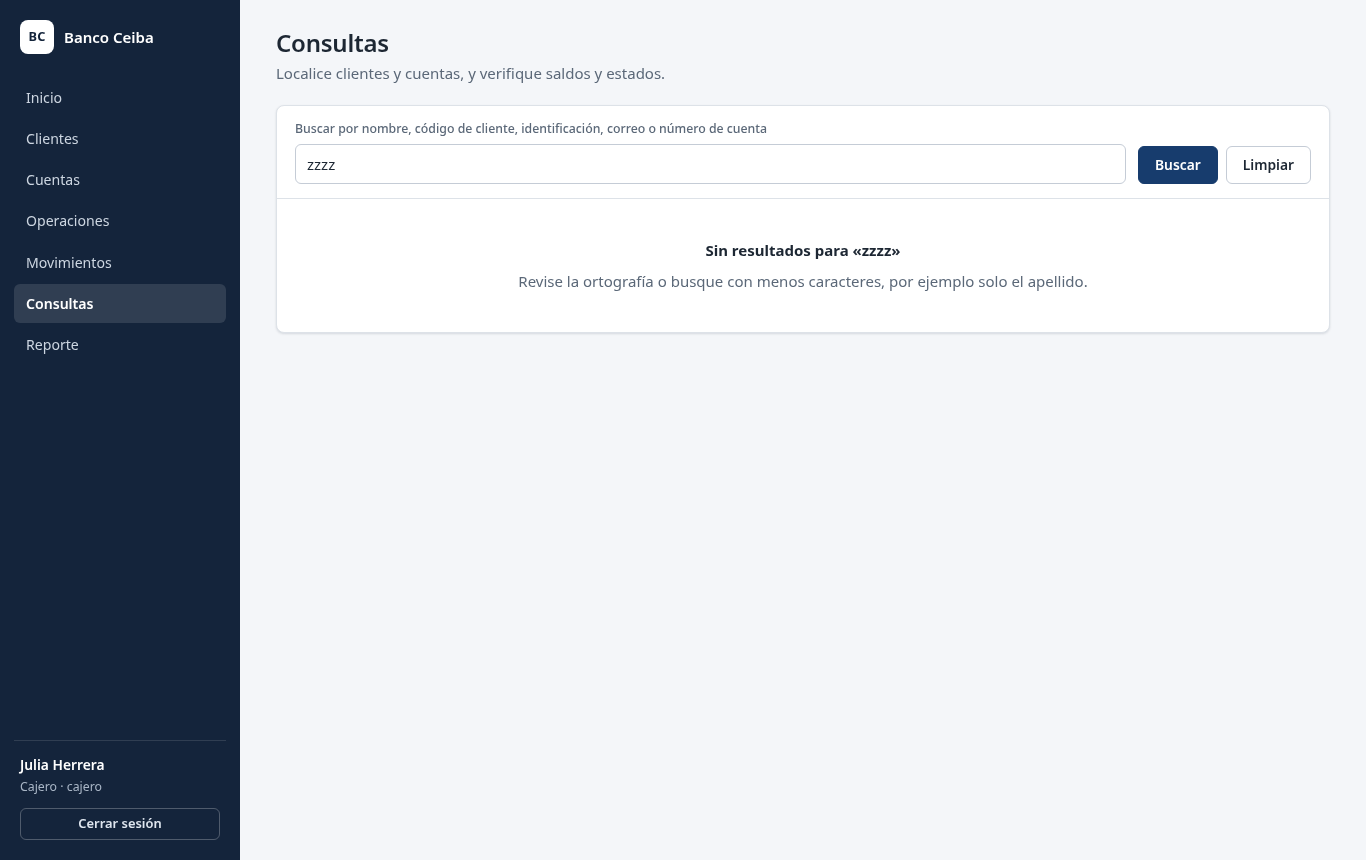 BC
Banco Ceiba
Inicio
Clientes
Cuentas
Operaciones
Movimientos
Consultas
Reporte
Julia Herrera
Cajero · cajero
Cerrar sesión
Consultas
Localice clientes y cuentas, y verifique saldos y estados.
Buscar por nombre, código de cliente, identificación, correo o número de cuenta
zzzz
Buscar
Limpiar
Sin resultados para «zzzz»
Revise la ortografía o busque con menos caracteres, por ejemplo solo el apellido.